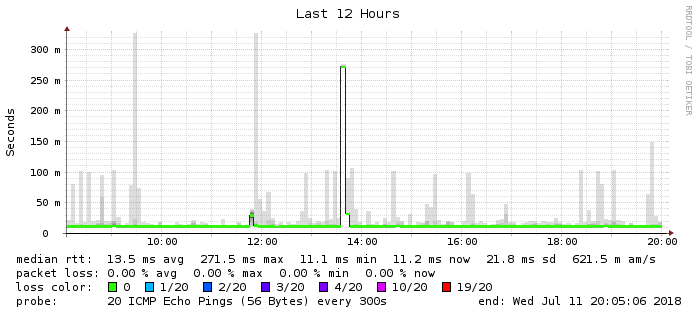 Last 12 Hours
RRDTOOL / TOBI OETIKER
Seconds
300 m
250 m
200 m
150 m
100 m
50 m
0
10:00 12:00 14:00 16:00 18:00 20:00
median rtt: 13.5 ms avg 271.5 ms max 11.1 ms min 11.2 ms now 21.8 ms sd 621.5 m am/s
packet loss: 0.00 % avg 0.00 % max 0.00 % min 0.00 % now
loss color: 0 1/20 2/20 3/20 4/20 10/20 19/20
probe: 20 ICMP Echo Pings (56 Bytes) every 300s end: Wed Jul 11 20:05:06 2018